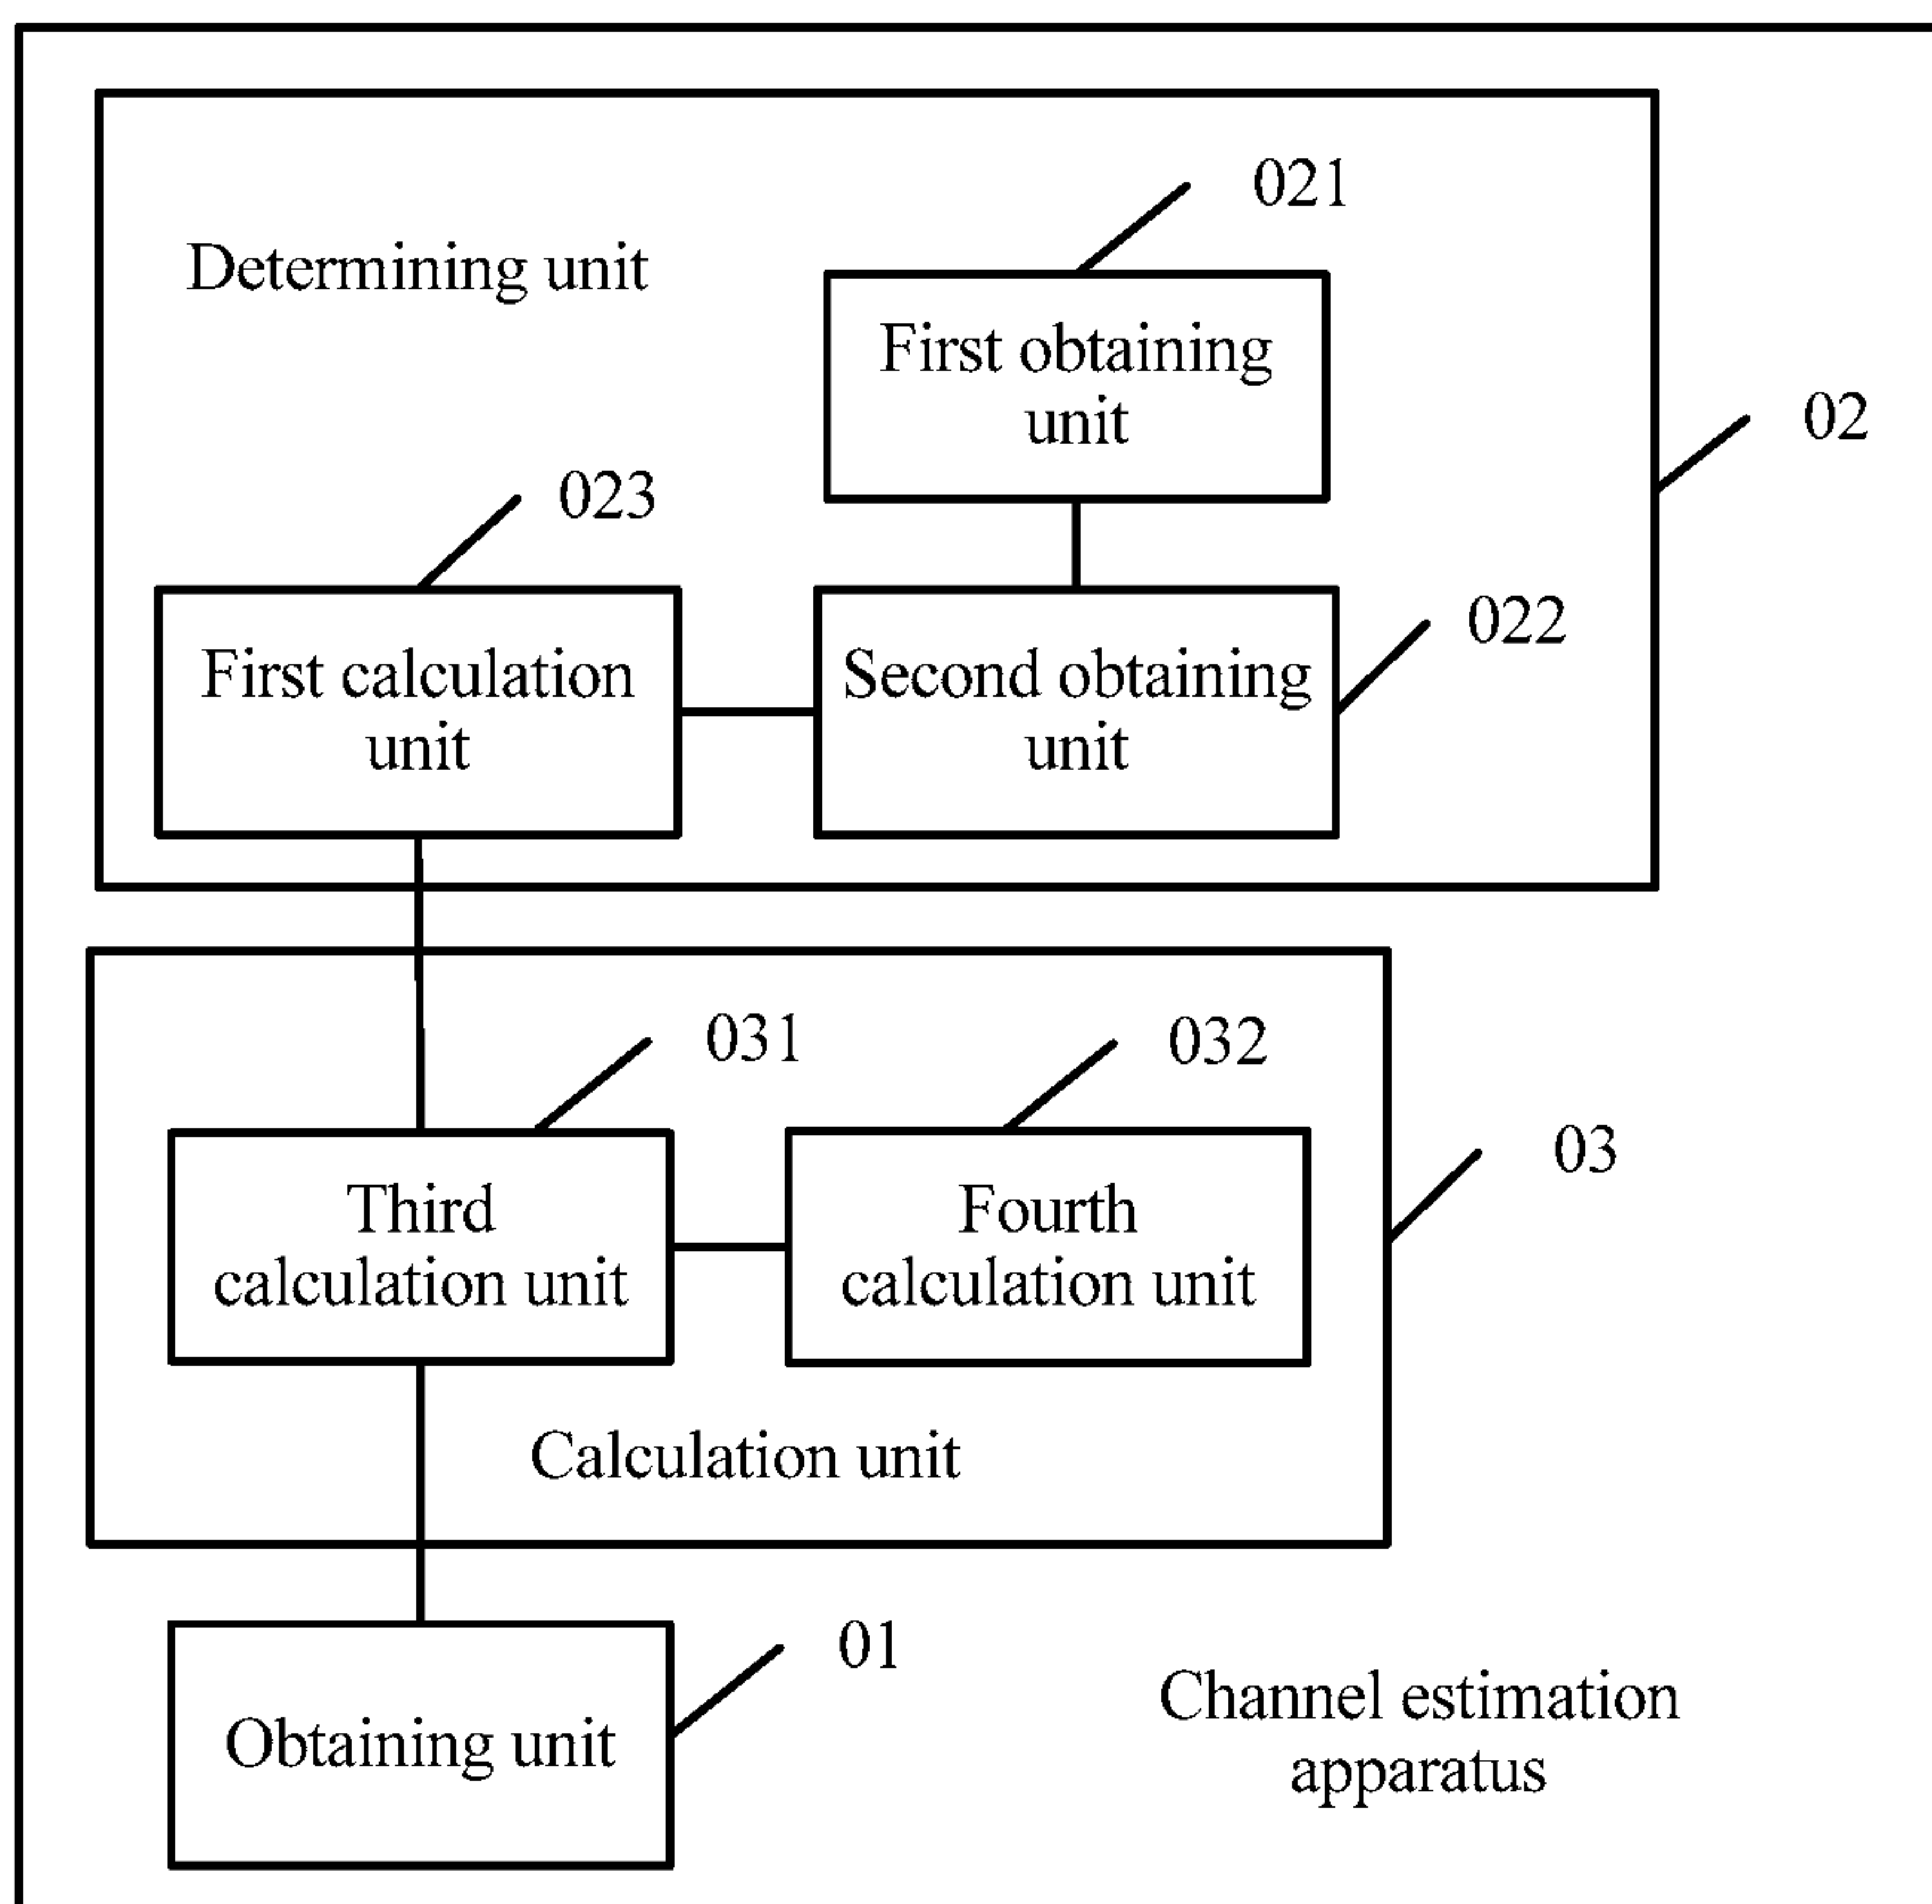 021
Determining unit
First obtaining
unit
02
023
022
First calculation
unit
Second obtaining
unit
031
032
03
Third
calculation unit
Fourth
calculation unit
Calculation unit
01
Obtaining unit
Channel estimation
apparatus